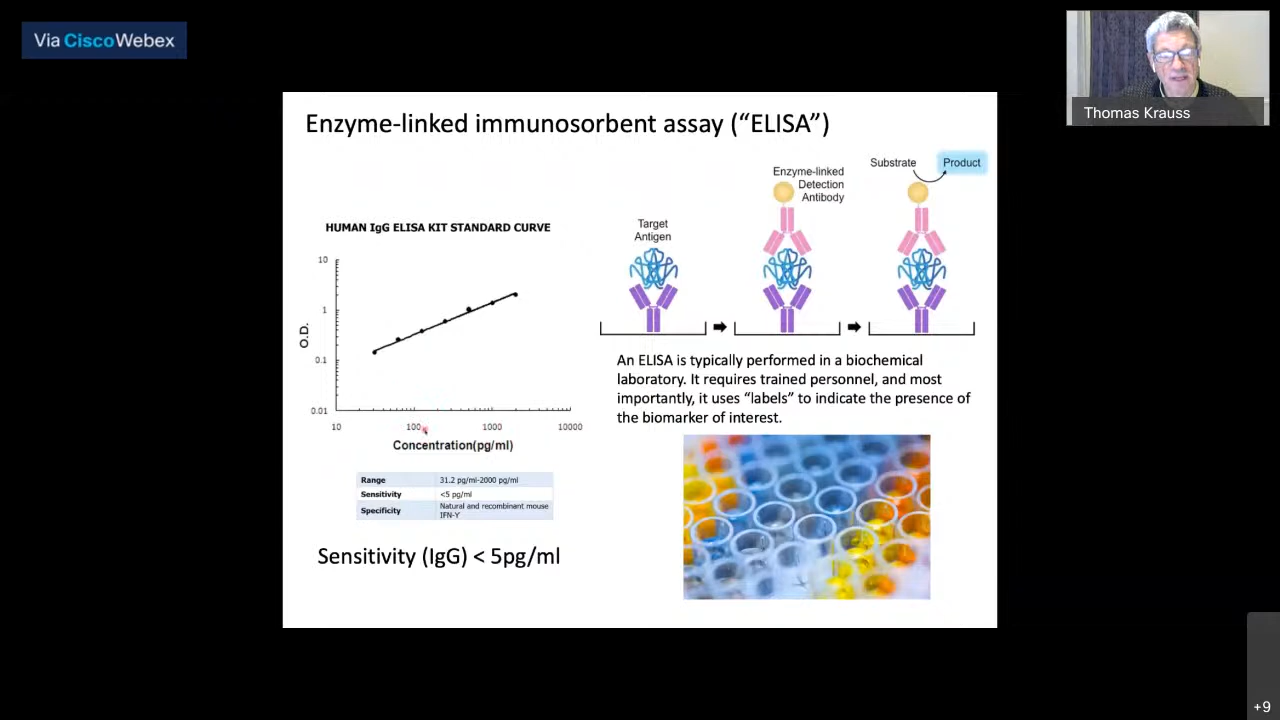 Via CiscoWebex
Thomas Krauss
Enzyme-linked immunosorbent assay (“ELISA”)
HUMAN IgG ELISA KIT STANDARD CURVE
10
1
0.1
0.01
O.D.
10
100
1000
10000
Concentration(pg/ml)
Range 31.2 pg/ml-2000 pg/ml
Sensitivity <5 pg/ml
Specificity Natural and recombinant mouse
IFN-Y
Sensitivity (IgG) < 5pg/ml
Target
Antigen
Enzyme-linked
Detection
Antibody
Substrate Product
An ELISA is typically performed in a biochemical
laboratory. It requires trained personnel, and most
importantly, it uses “labels” to indicate the presence of
the biomarker of interest.
+9